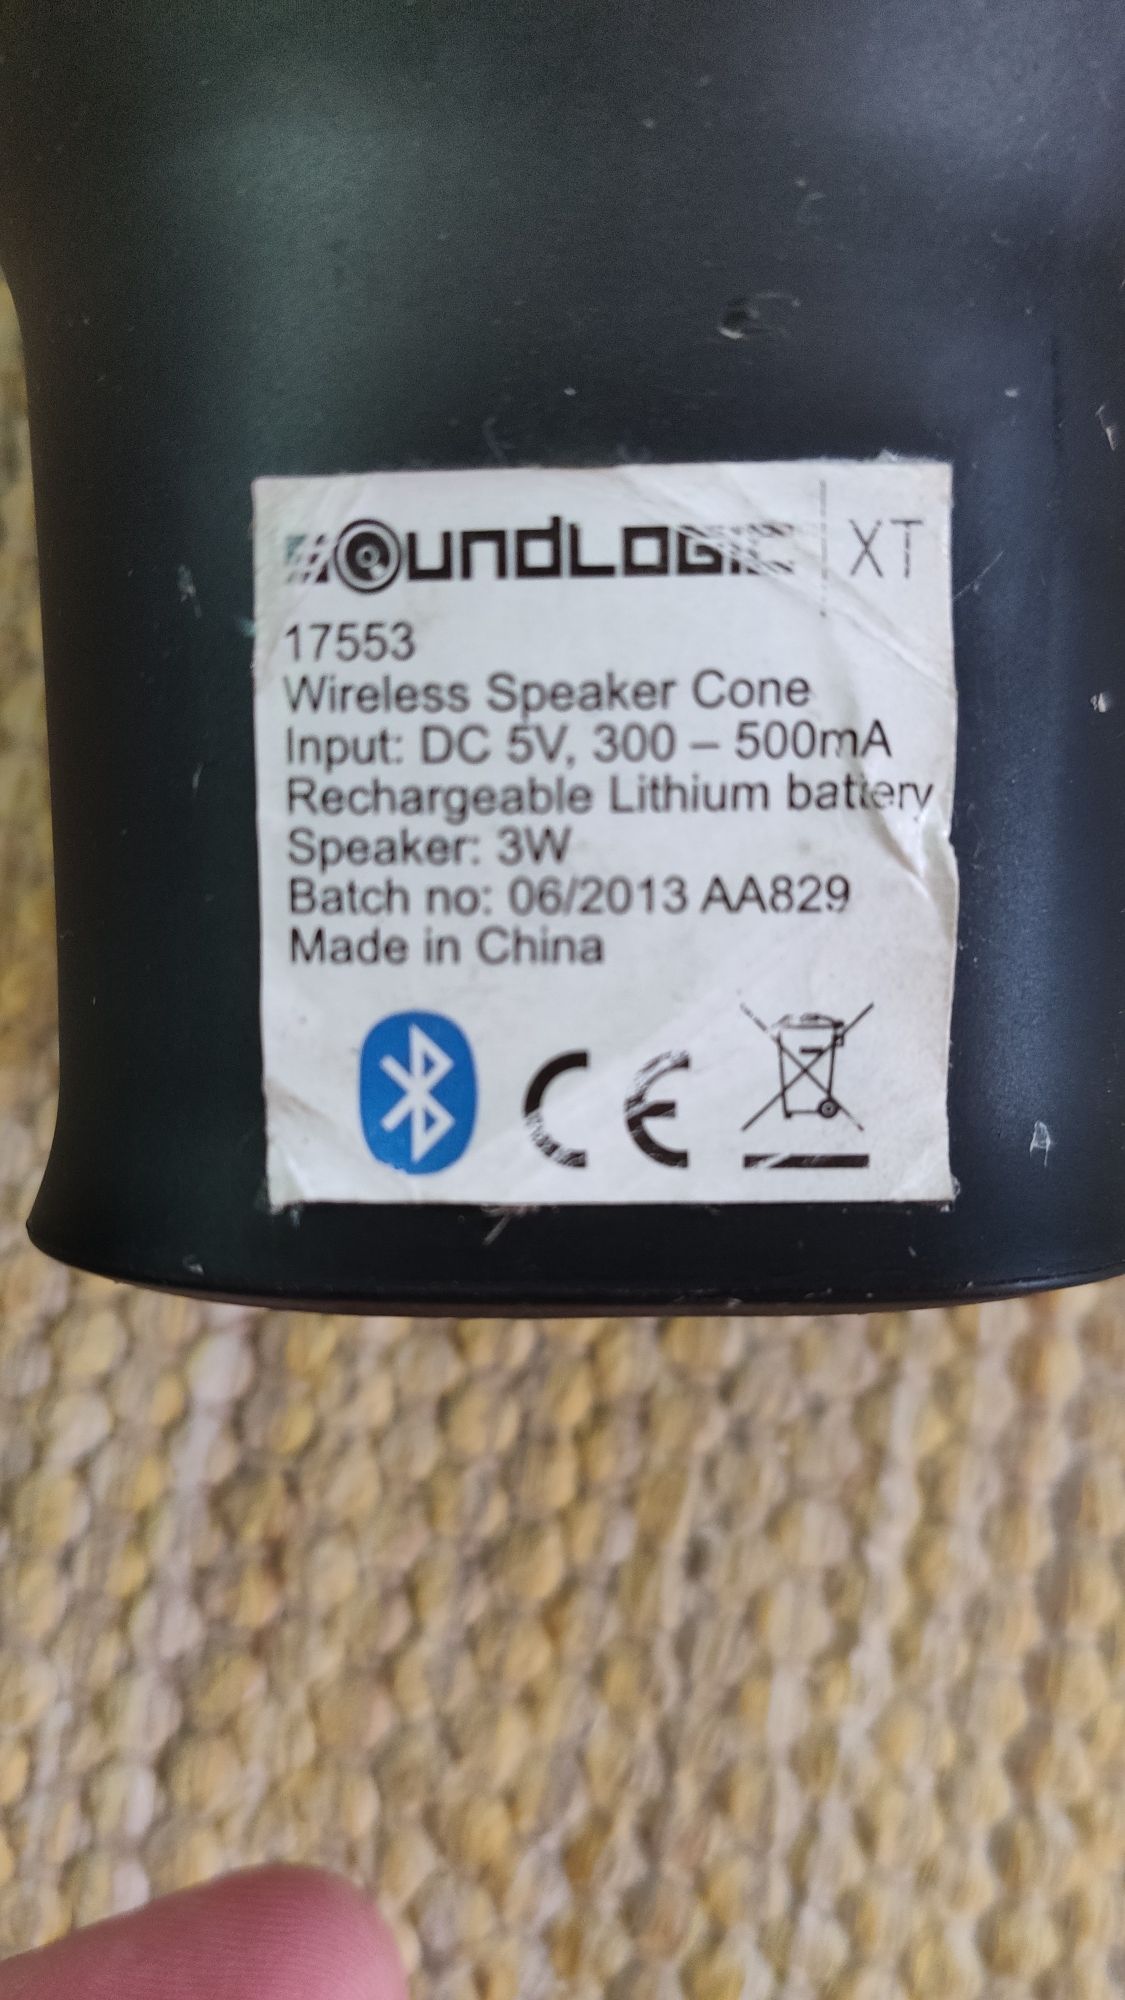 SOUNDLOGIC XT
17553
Wireless Speaker Cone
Input: DC 5V, 300 – 500mA
Rechargeable Lithium battery
Speaker: 3W
Batch no: 06/2013 AA829
Made in China
CE